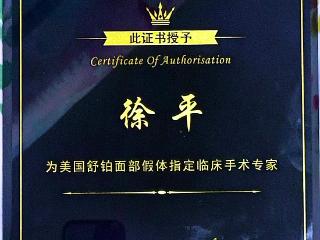 此证书授予
Certificate Of Authorisation
徐平
为美国舒铂面部假体指定临床手术专家